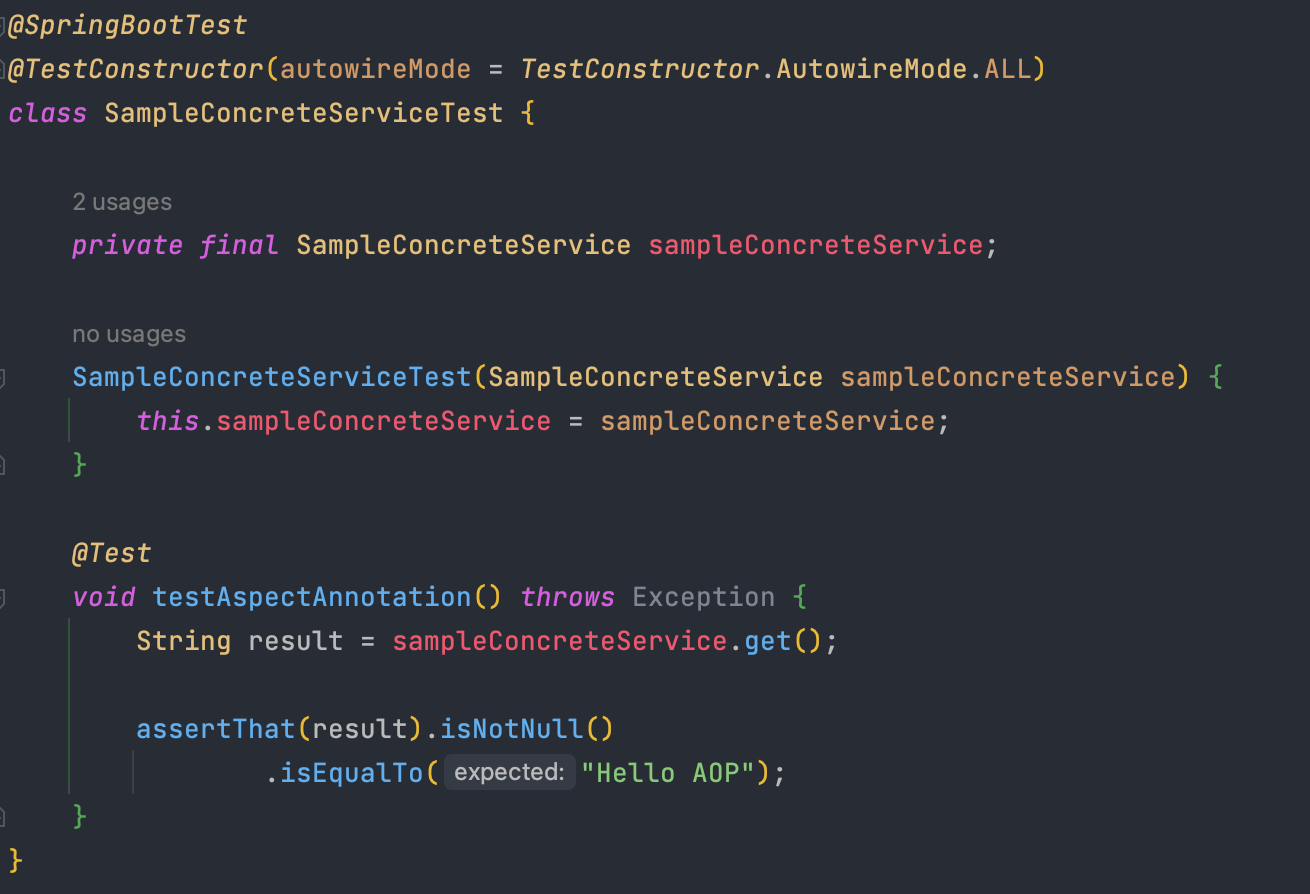 @SpringBootTest
@TestConstructor(autowireMode = TestConstructor.AutowireMode.ALL)
class SampleConcreteServiceTest {
2 usages
private final SampleConcreteService sampleConcreteService;
no usages
SampleConcreteServiceTest(SampleConcreteService sampleConcreteService) {
this.sampleConcreteService = sampleConcreteService;
}
@Test
void testAspectAnnotation() throws Exception {
String result = sampleConcreteService.get();
assertThat(result).isNotNull()
.isEqualTo( expected: "Hello AOP");
}
}